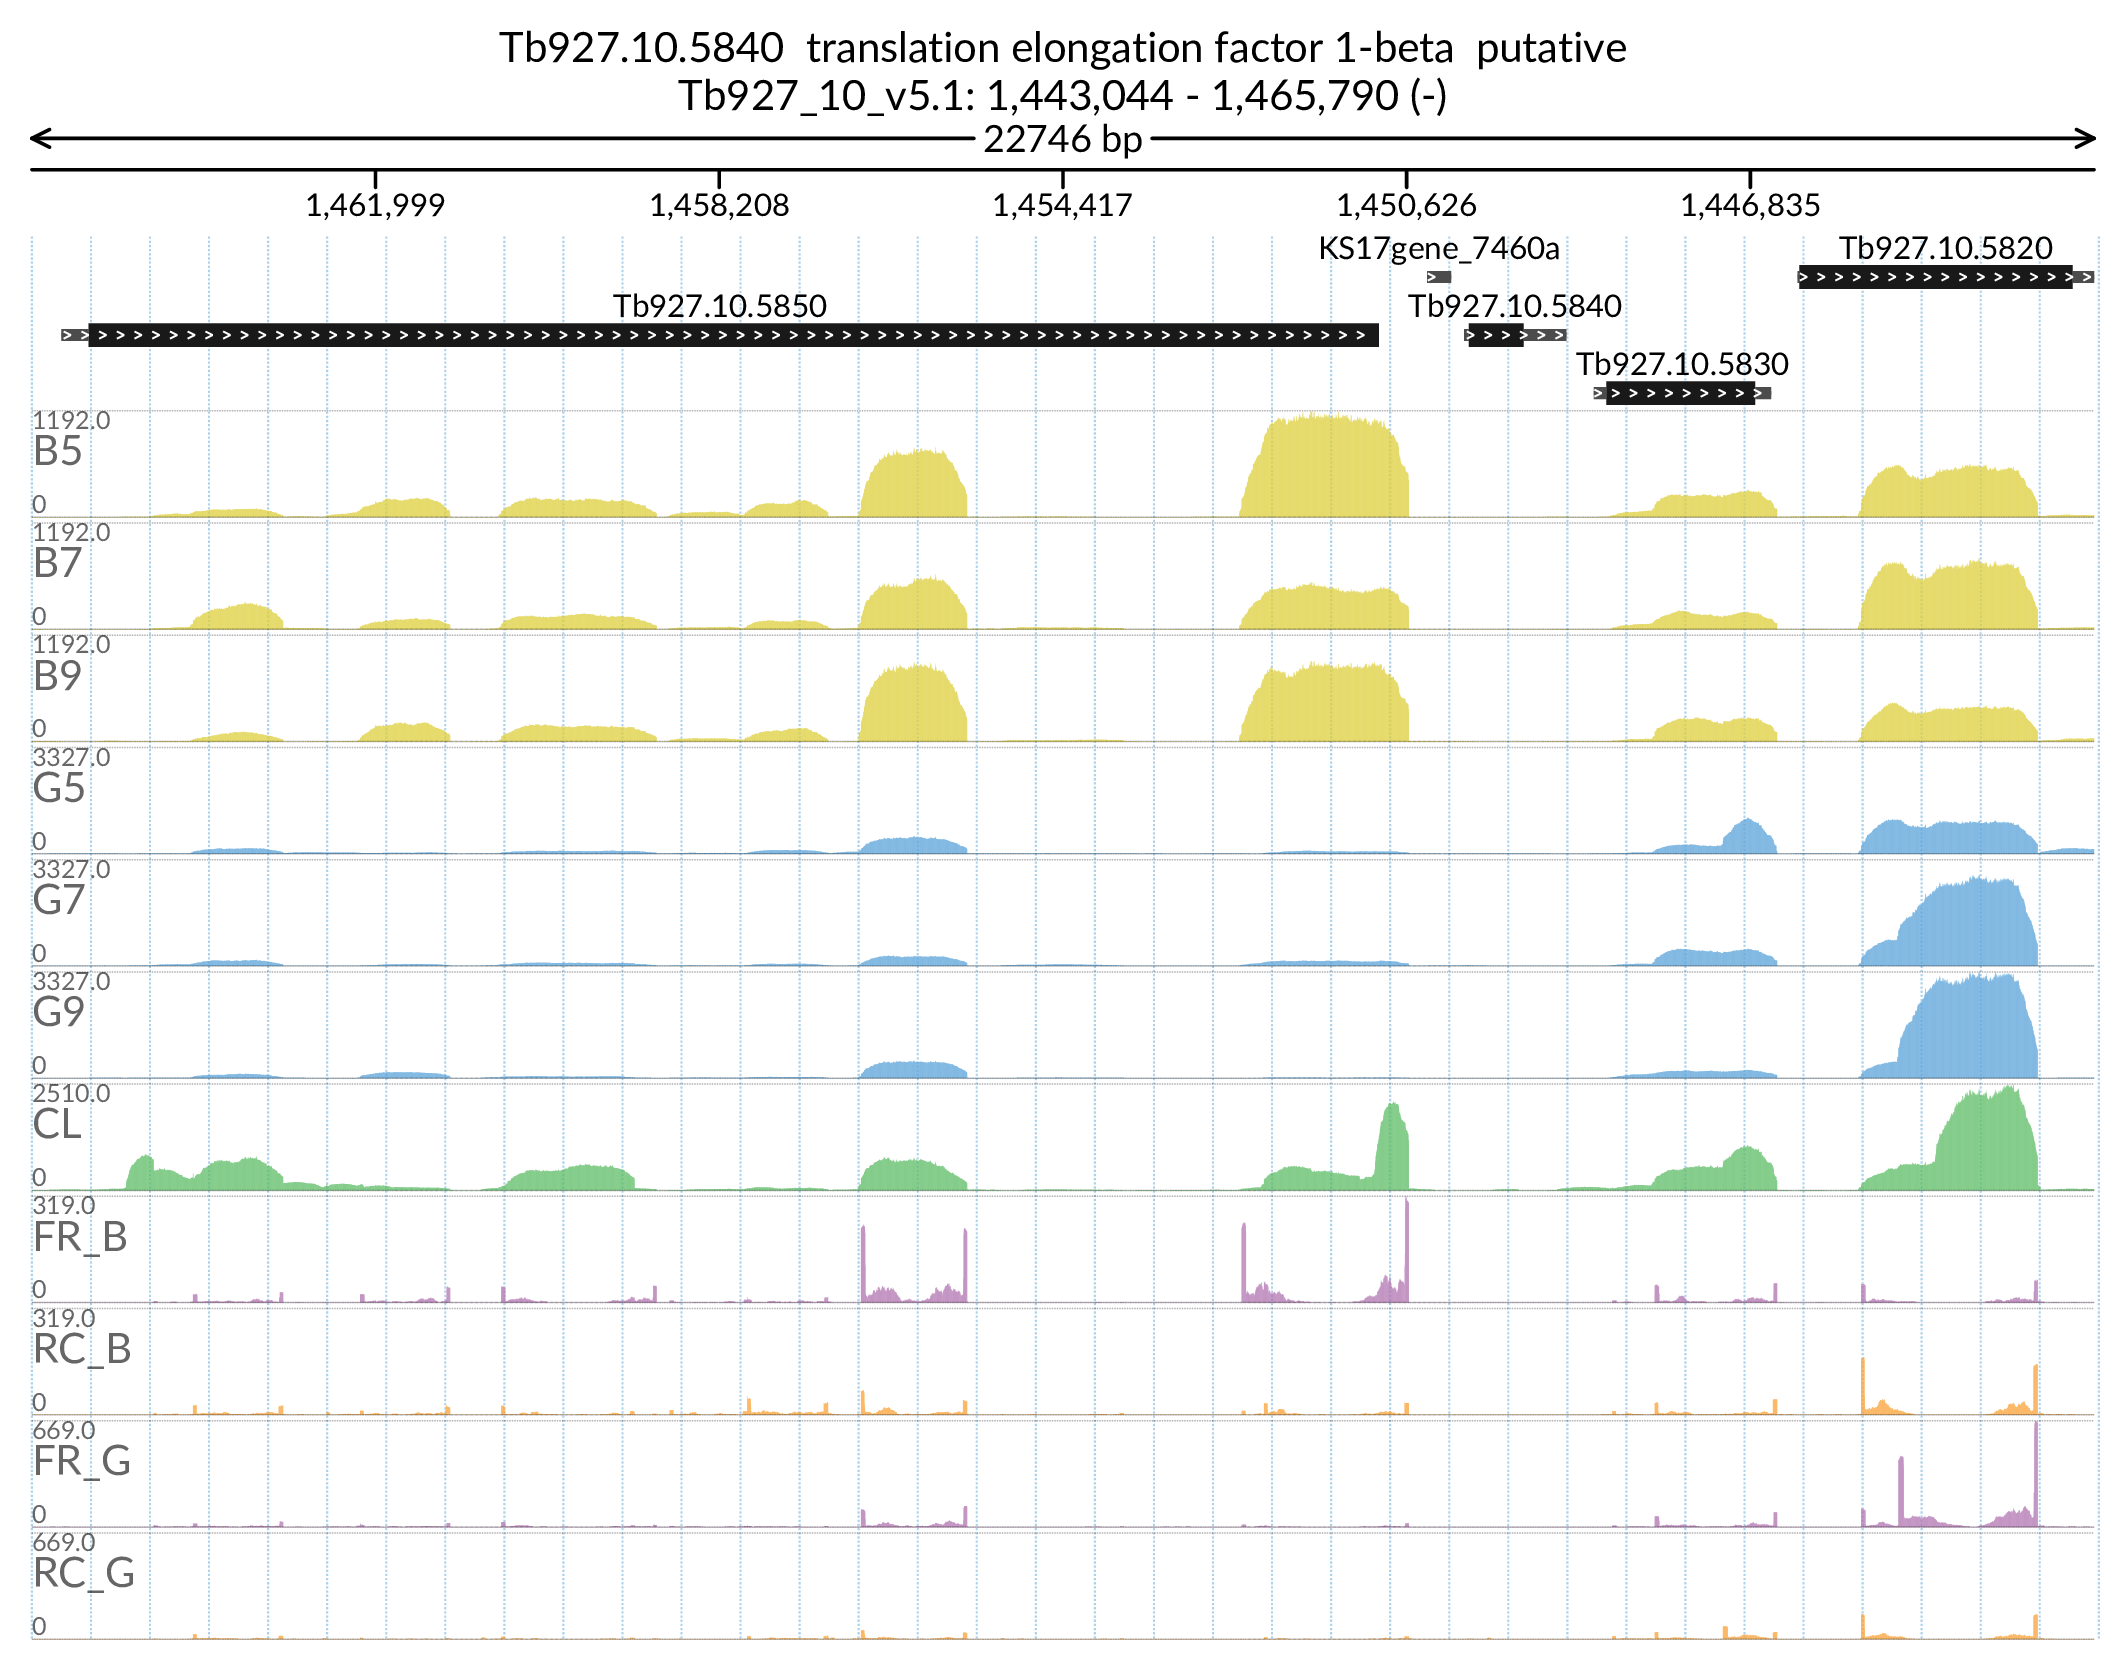 Tb927.10.5840  translation elongation factor 1-beta  putative
Tb927_10_v5.1: 1,443,044 - 1,465,790 (-)
22746 bp
1,461,999 1,458,208 1,454,417 1,450,626 1,446,835
KS17gene_7460a Tb927.10.5820
Tb927.10.5850 Tb927.10.5840
Tb927.10.5830
1192.0
B5
0
1192.0
B7
0
1192.0
B9
0
3327.0
G5
0
3327.0
G7
0
3327.0
G9
0
2510.0
CL
0
319.0
FR_B
0
319.0
RC_B
0
669.0
FR_G
0
669.0
RC_G
0